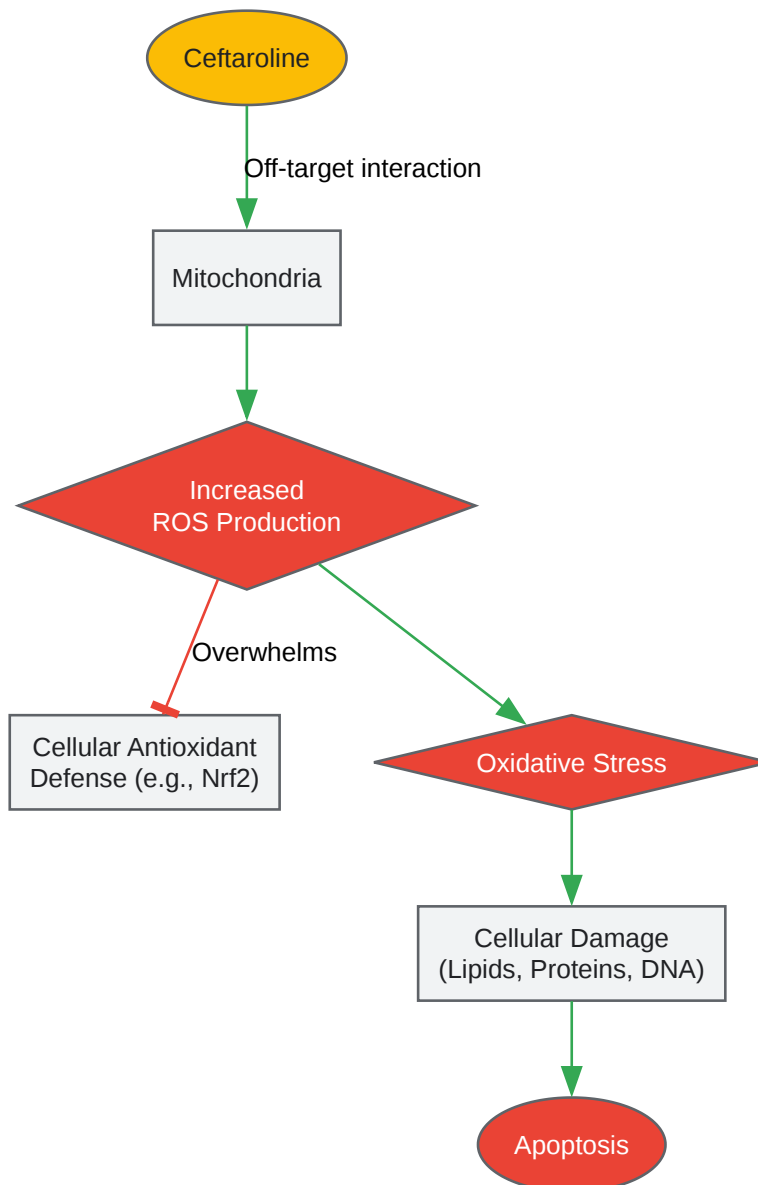 Ceftaroline
Off-target interaction
Mitochondria
Increased
ROS Production
Overwhelms
Cellular Antioxidant
Defense (e.g., Nrf2)
Oxidative Stress
Cellular Damage
(Lipids, Proteins, DNA)
Apoptosis